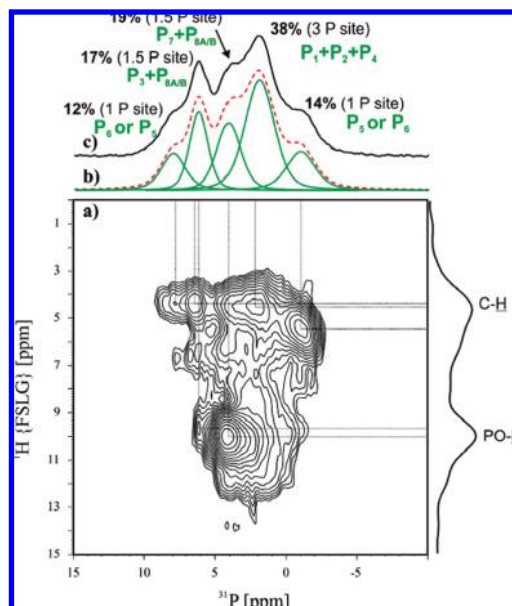 19% (1.5 P site)
P7+P8A/B
38% (3 P site)
P1+P2+P4
17% (1.5 P site)
P3+P8A/B
12% (1 P site)
P6 or P5
14% (1 P site)
P5 or P6
c)
b)
a)
1
3
5
7
9
11
13
15
1H {FSLG} [ppm]
C-H
PO-
15
10
5
0
-5
31P [ppm]